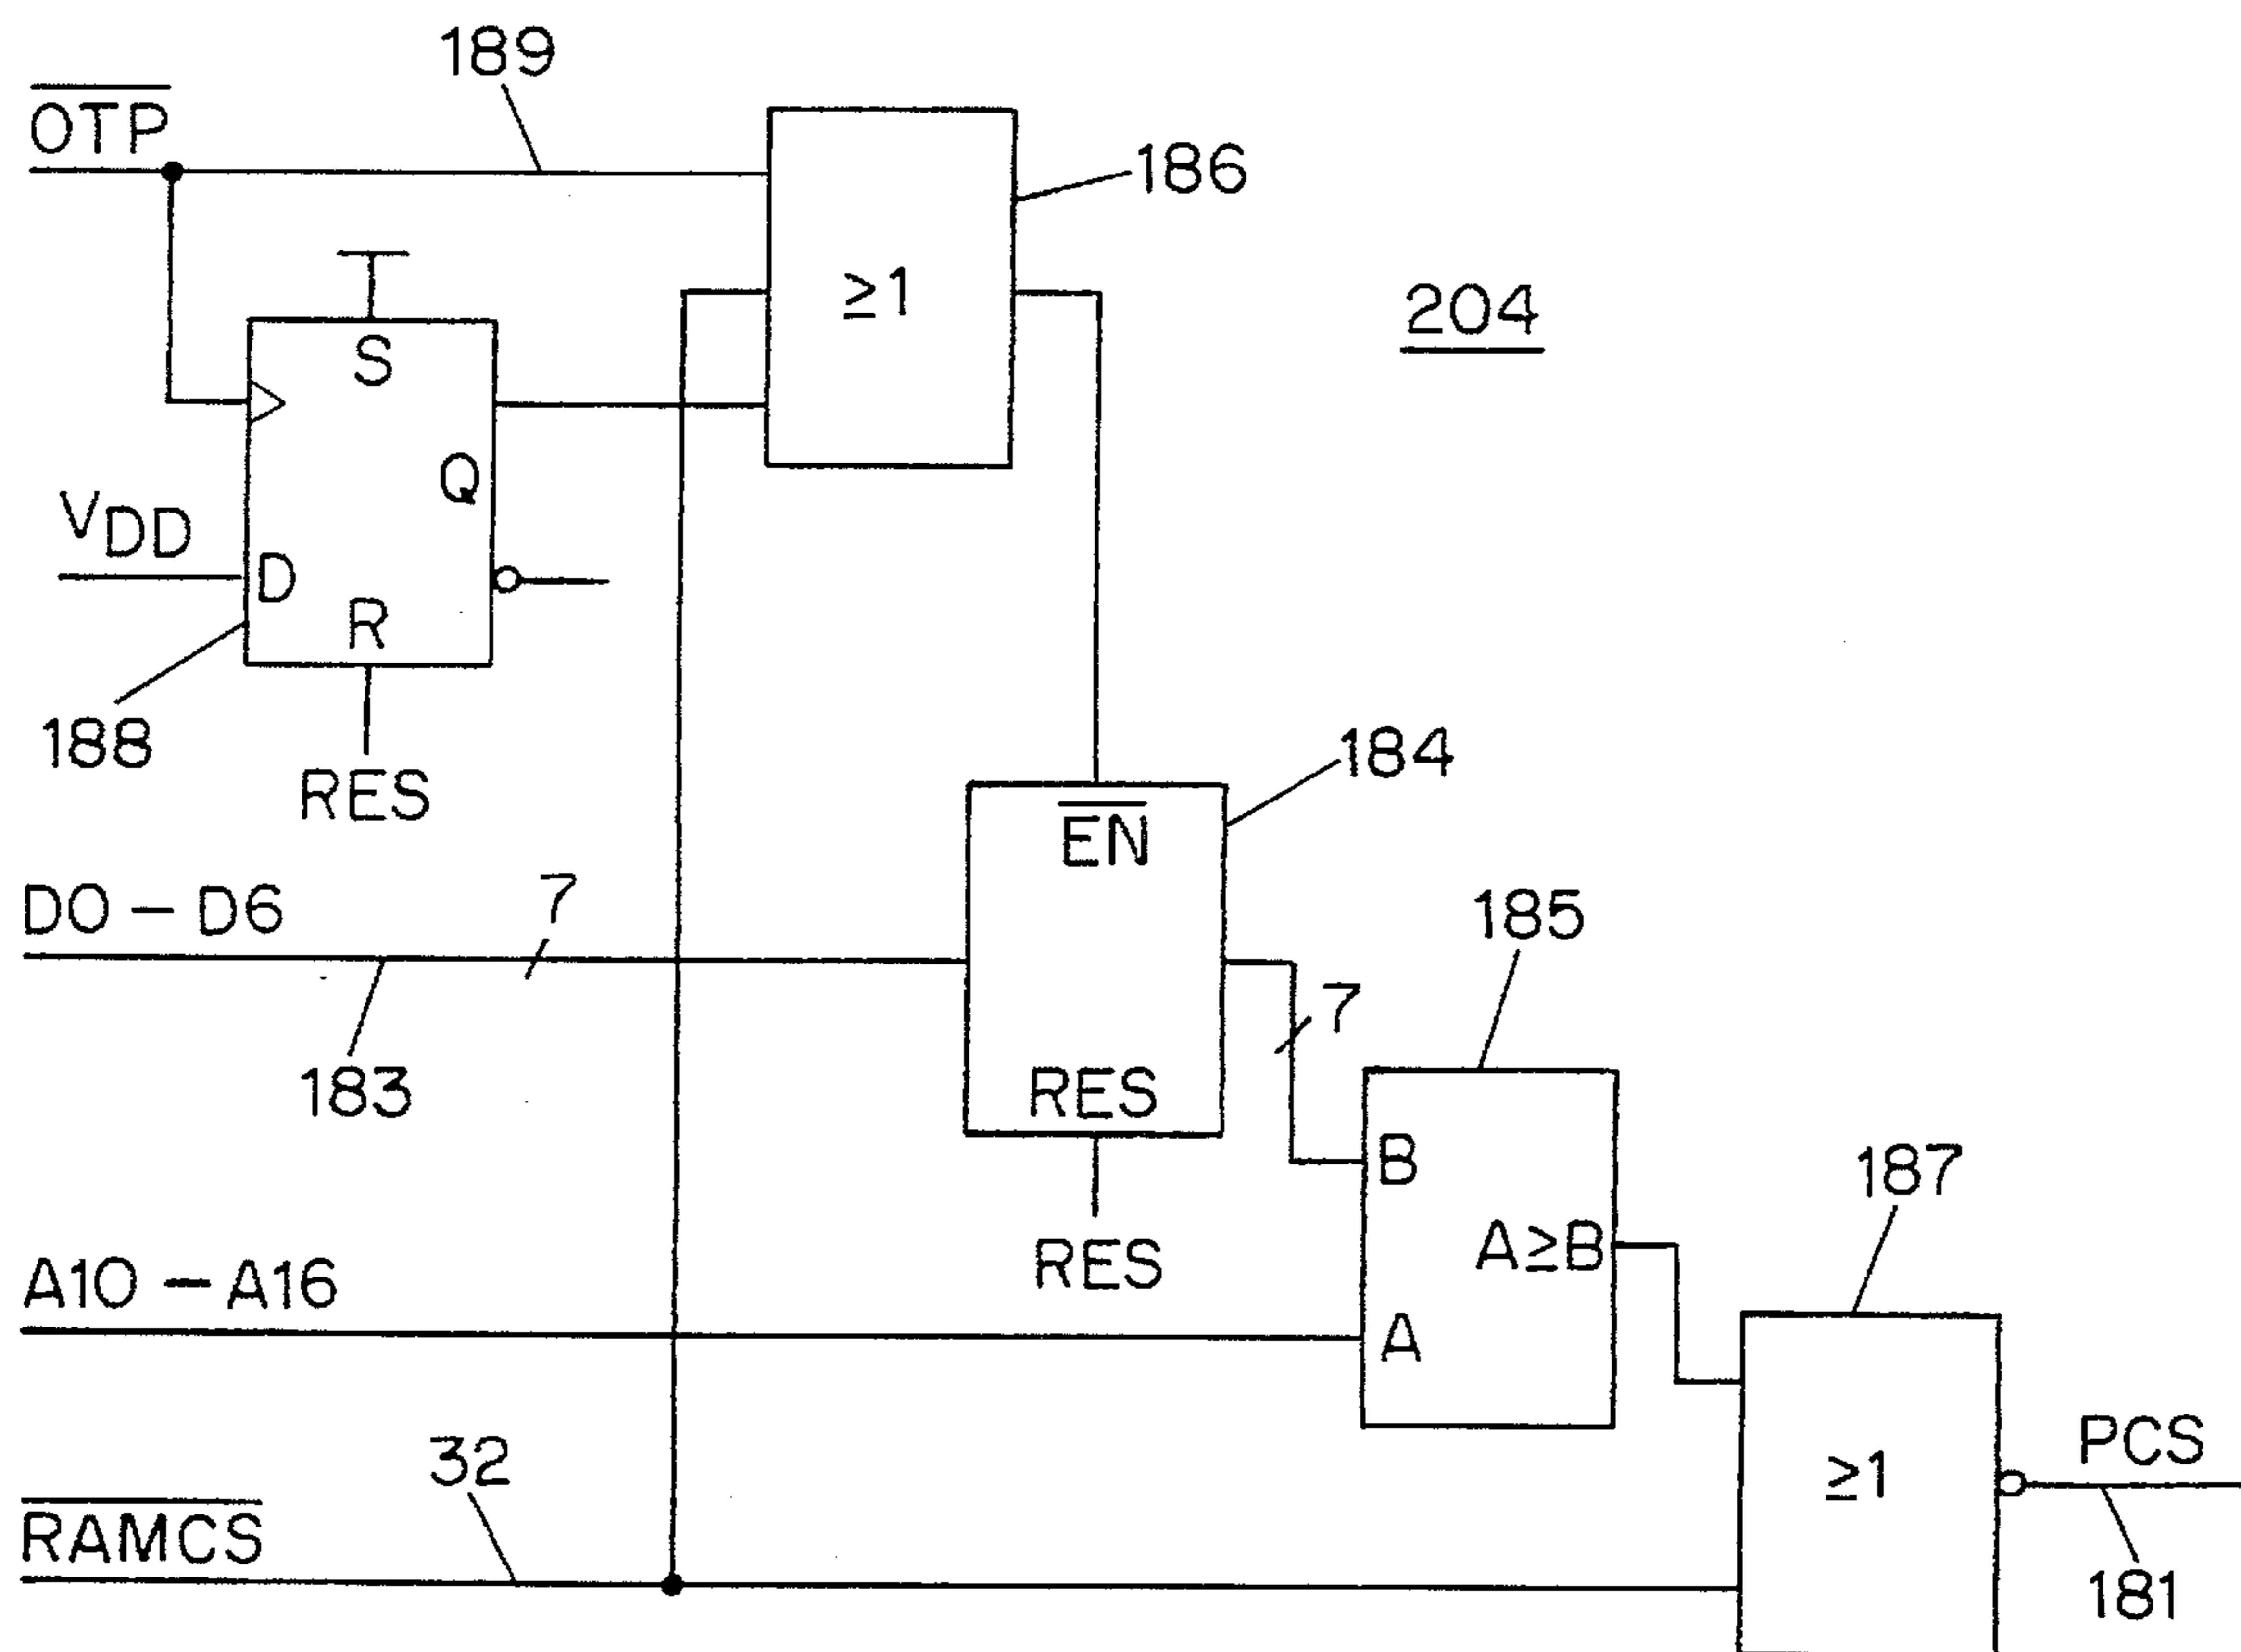 189
OTP
186
≥1
204
S
Q
VDD
D
R
188
RES
184
EN
D0 – D6
7
185
7
183
RES
B
187
A≥B
RES
A10 – A16
A
32
PCS
≥1
RAMCS
181